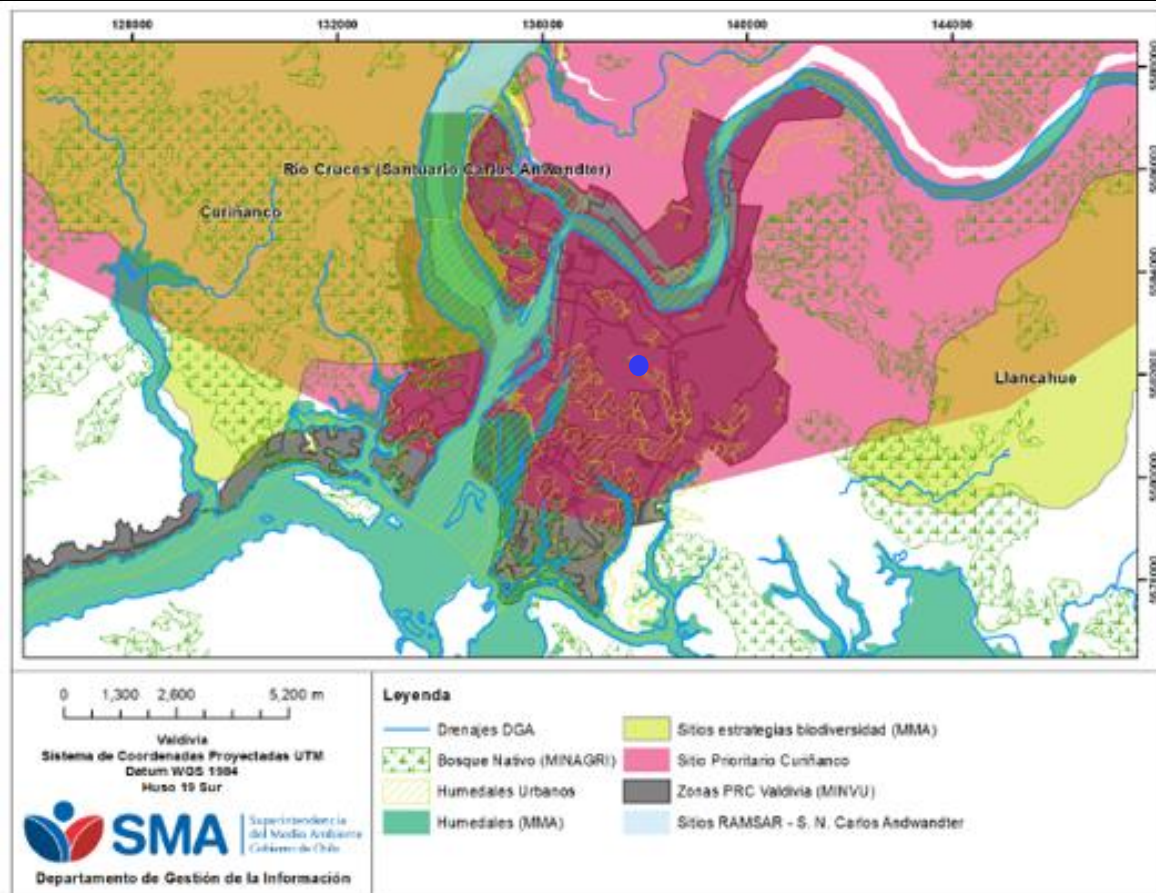 128000 132000 136000 140000 144000
Río Cruces (Santuario Carlos Anwandter)
Curiñanco
Llancahue
0 1,300 2,600 5,200 m
Valdivia
Sistema de Coordenadas Proyectadas UTM
Datum WGS 1984
Huso 19 Sur
SMA
Superintendencia
del Medio Ambiente
Gobierno de Chile
Departamento de Gestión de la Información
Leyenda
Drenajes DGA
Bosque Nativo (MINAGRI)
Humedales Urbanos
Humedales (MMA)
Sitios estrategias biodiversidad (MMA)
Sitio Prioritario Curiñanco
Zonas PRC Valdivia (MINVU)
Sitios RAMSAR - S. N. Carlos Andwandter